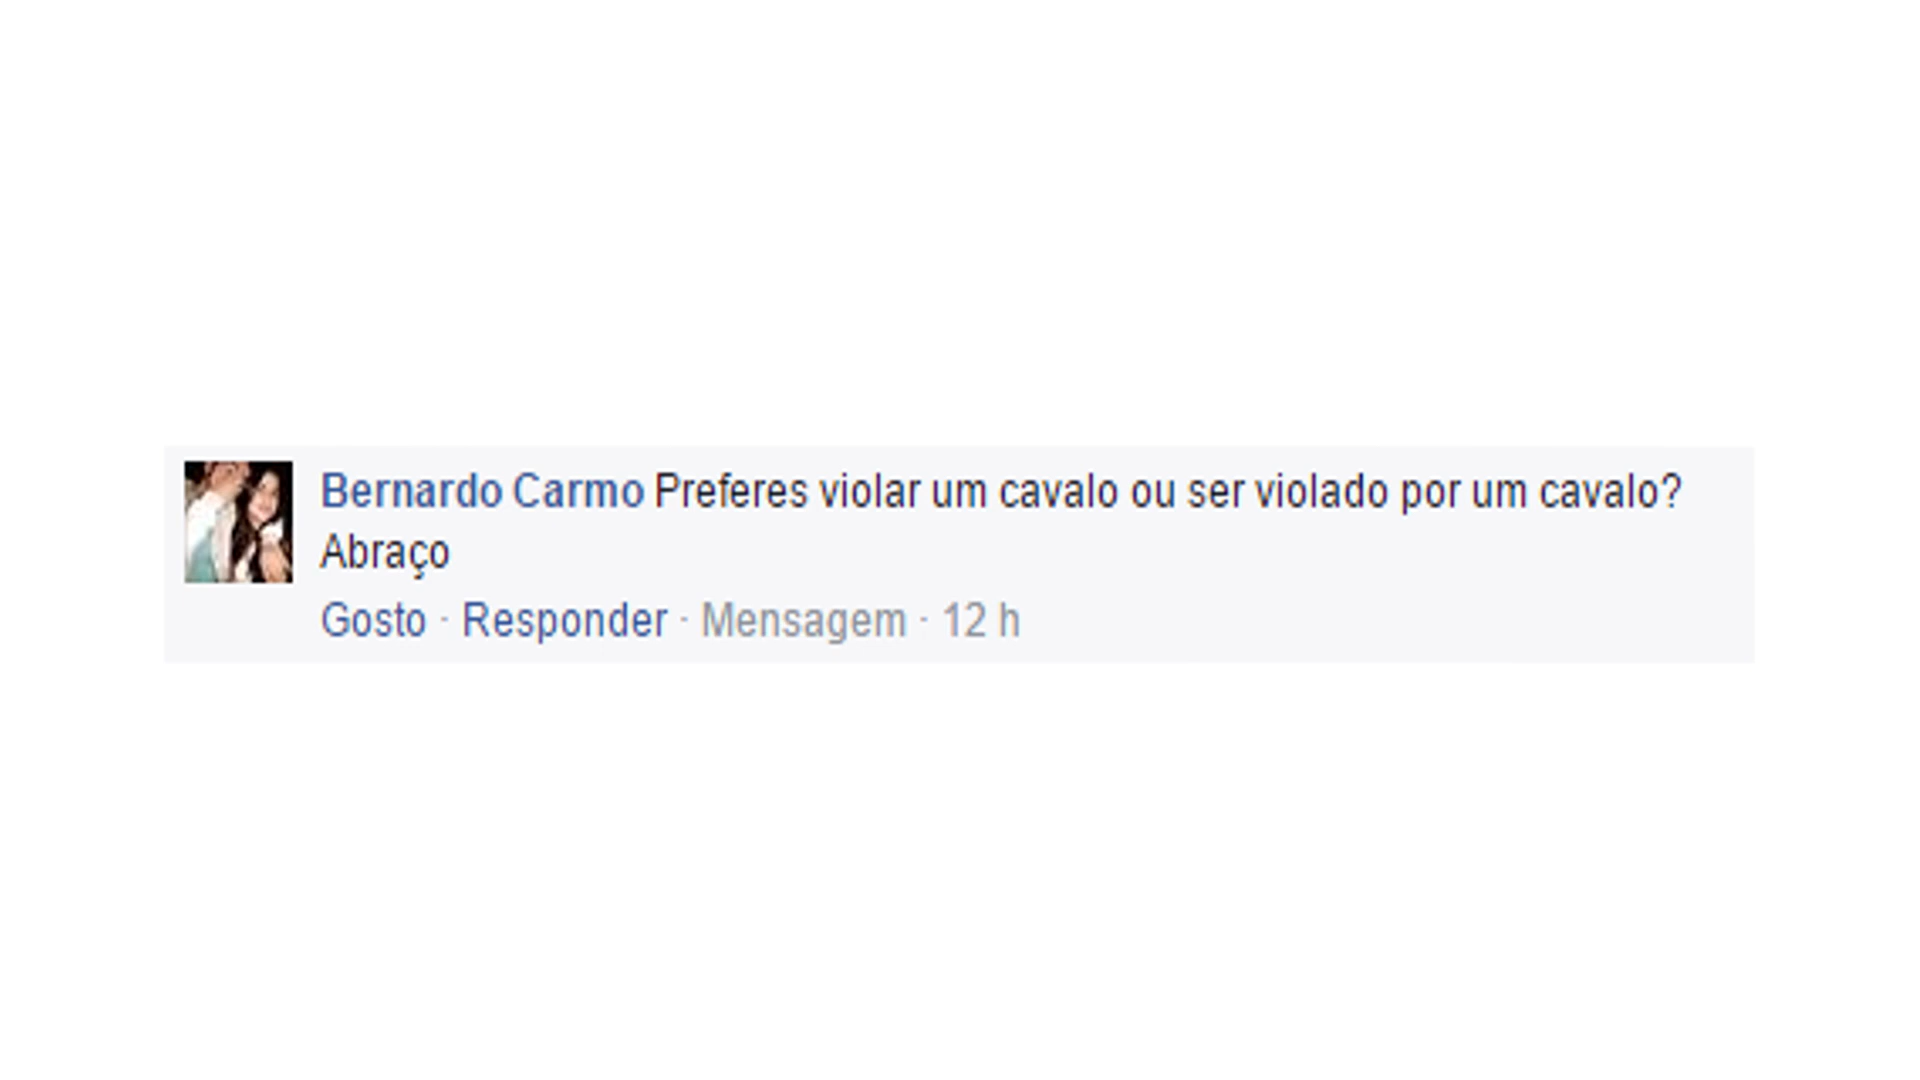 Bernardo Carmo Preferes violar um cavalo ou ser violado por um cavalo?
Abraço
Gosto · Responder · Mensagem · 12 h